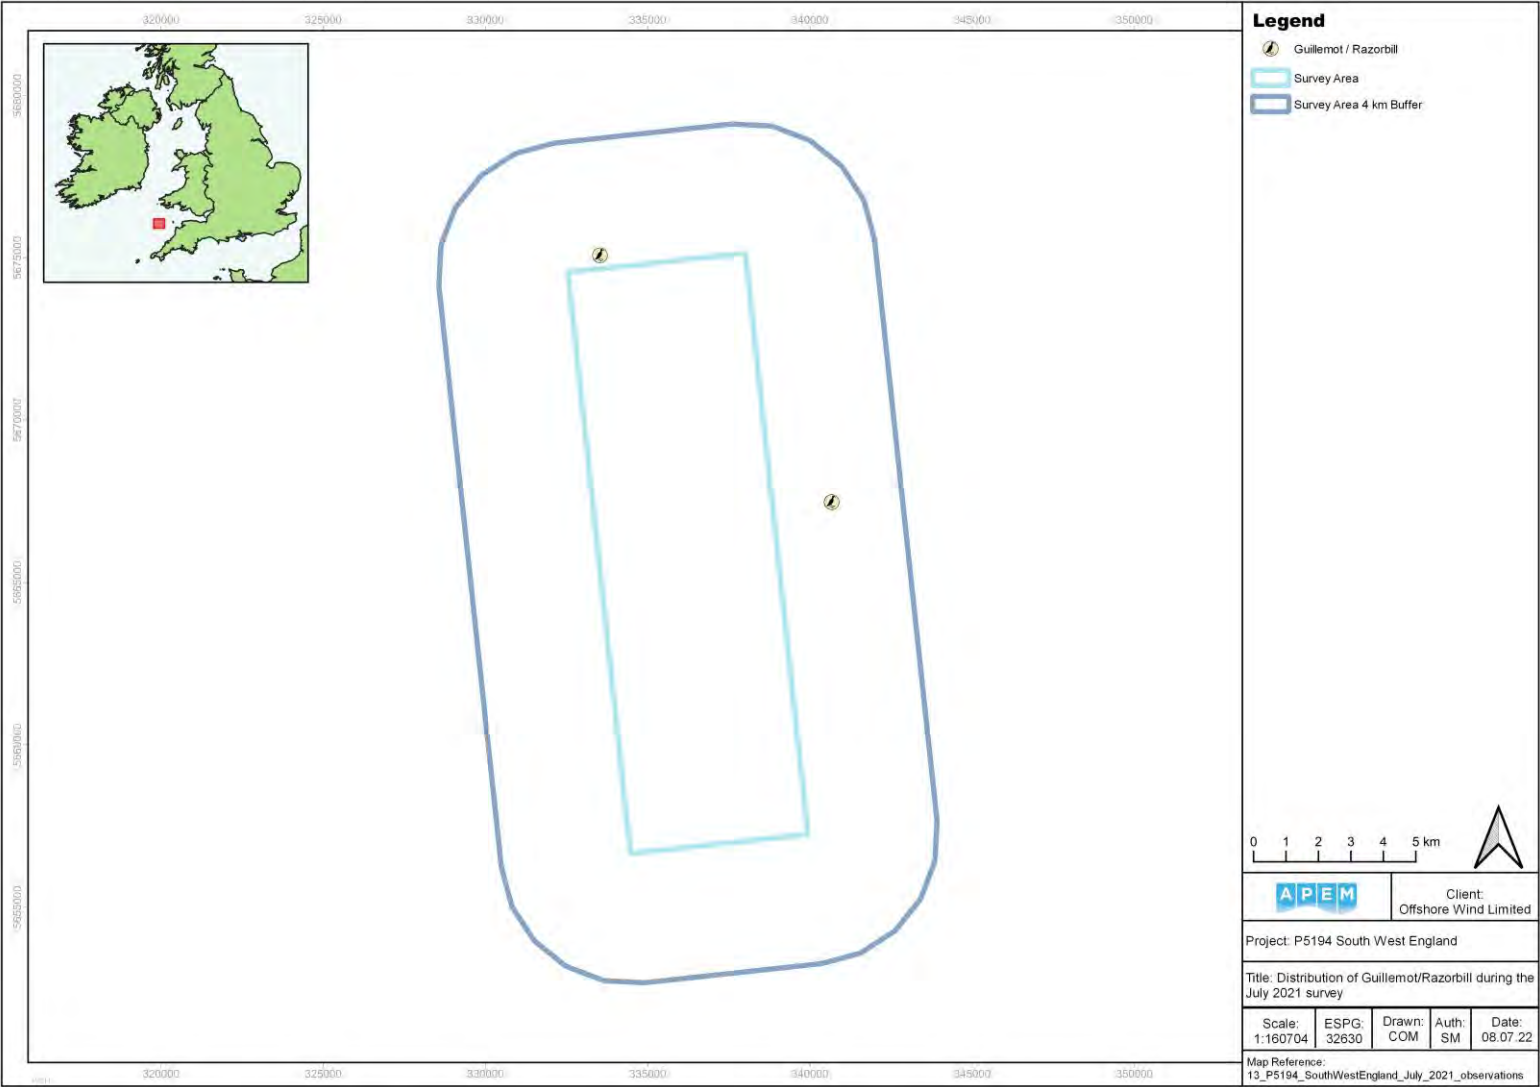 320000 325000 330000 335000 340000 345000 350000
5680000
5675000
5670000
5665000
5660000
5655000
320000 325000 330000 335000 340000 345000 350000
Legend
Guillemot / Razorbill
Survey Area
Survey Area 4 km Buffer
0 1 2 3 4 5 km
APEM
Client:
Offshore Wind Limited
Project: P5194 South West England
Title: Distribution of Guillemot/Razorbill during the
July 2021 survey
Scale:
1:160704
ESPG:
32630
Drawn:
COM
Auth:
SM
Date:
08.07.22
Map Reference:
13_P5194_SouthWestEngland_July_2021_observations